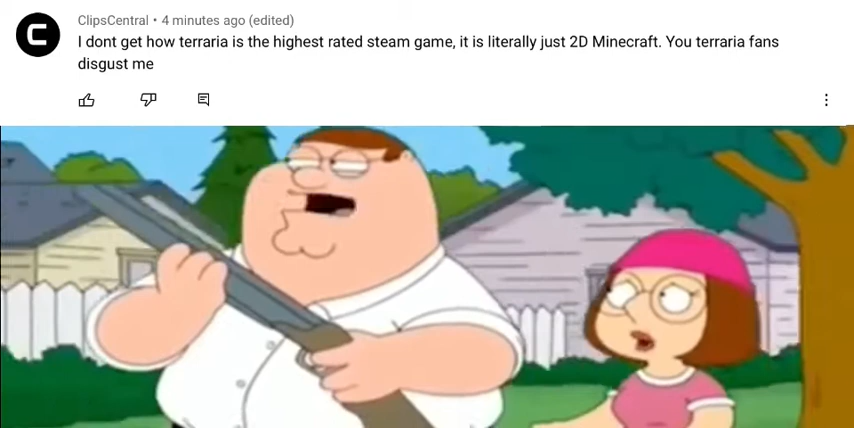 ClipsCentral • 4 minutes ago (edited)
I dont get how terraria is the highest rated steam game, it is literally just 2D Minecraft. You terraria fans
disgust me